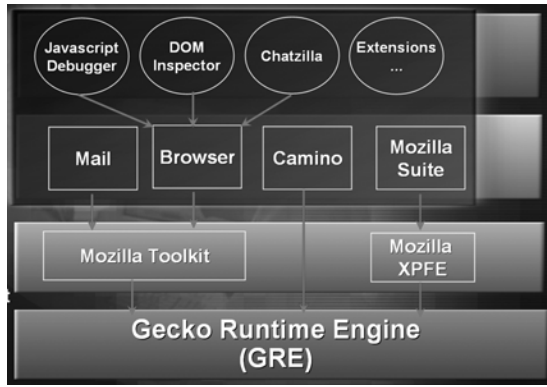 Javascript
Debugger
DOM
Inspector
Chatzilla
Extensions
...
Mail
Browser
Camino
Mozilla
Suite
Mozilla Toolkit
Mozilla
XPFE
Gecko Runtime Engine
(GRE)